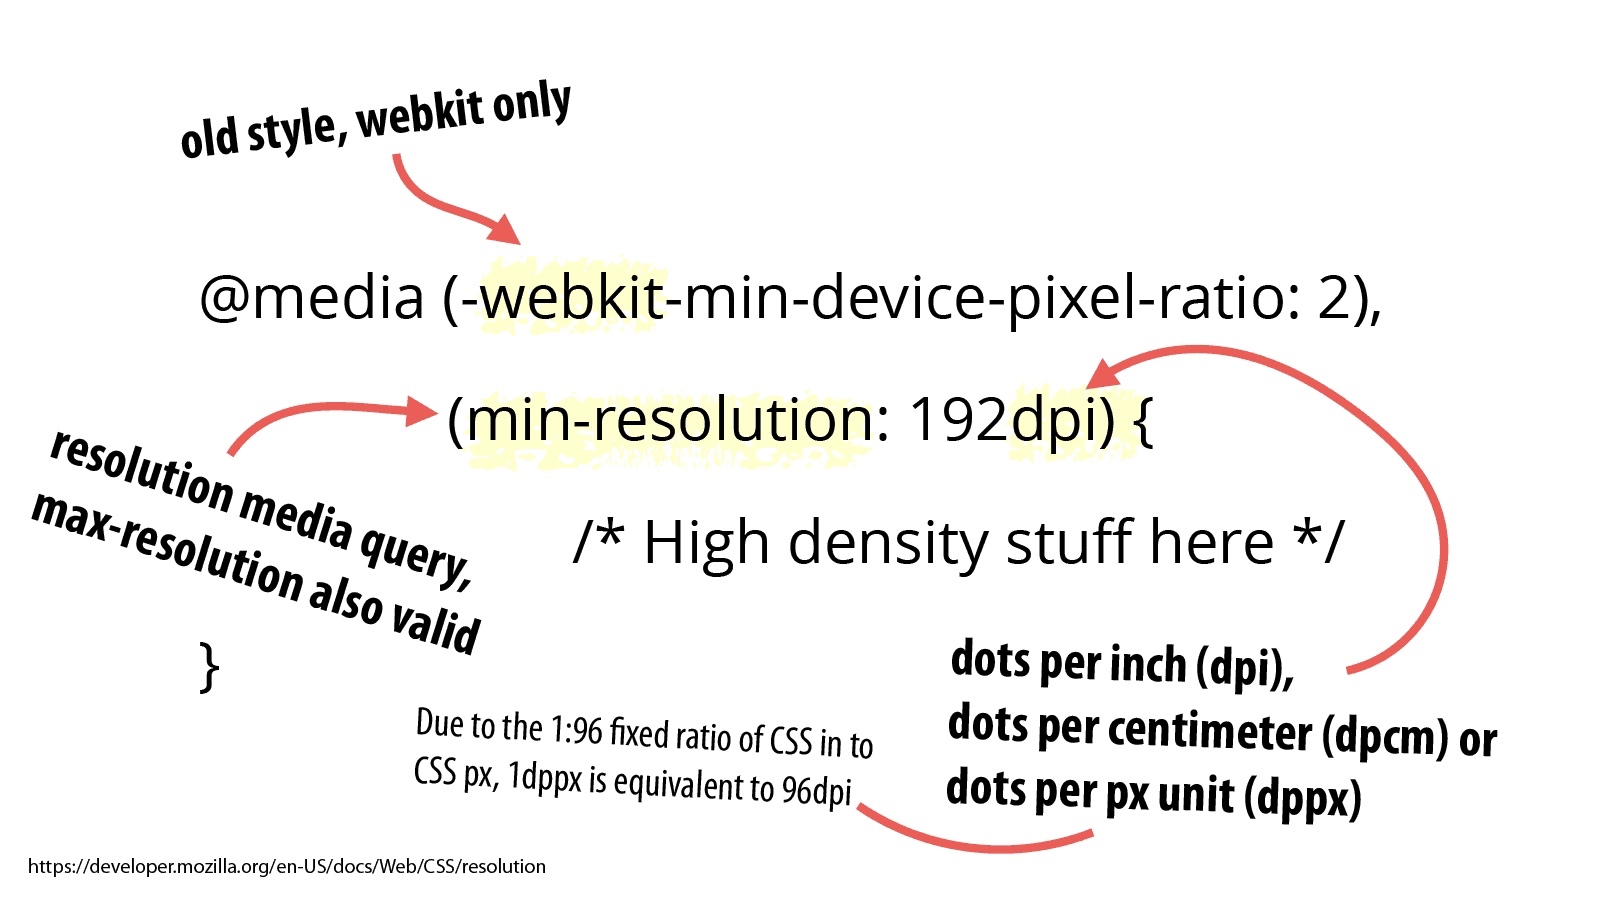 old style, webkit only
@media (-webkit-min-device-pixel-ratio: 2),
(min-resolution: 192dpi) {
/* High density stuff here */
}
resolution media query,
max-resolution also valid
dots per inch (dpi),
dots per centimeter (dpcm) or
dots per px unit (dppx)
Due to the 1:96 fixed ratio of CSS in to
CSS px, 1dppx is equivalent to 96dpi
https://developer.mozilla.org/en-US/docs/Web/CSS/resolution